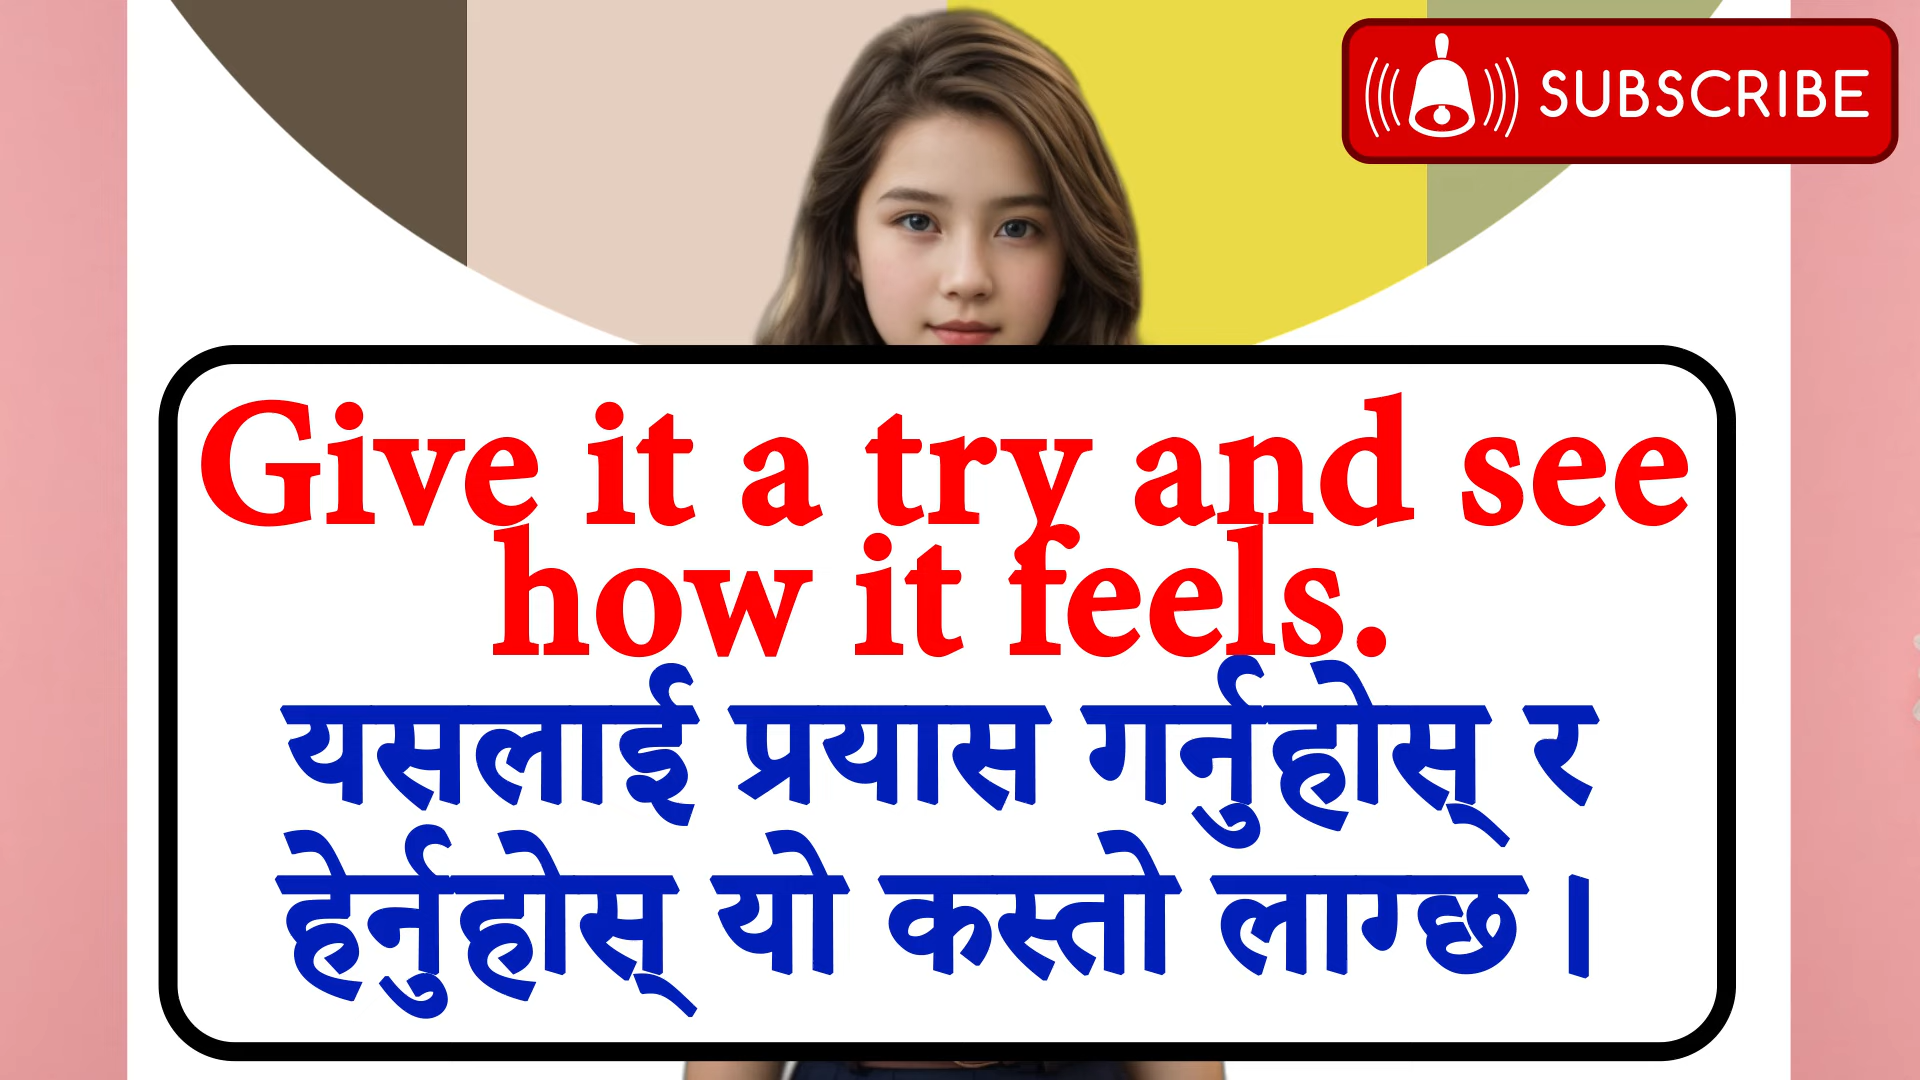 SUBSCRIBE
Give it a try and see
how it feels.
यसलाई प्रयास गर्नुहोस् र
हेर्नुहोस् यो कस्तो लाग्छ ।